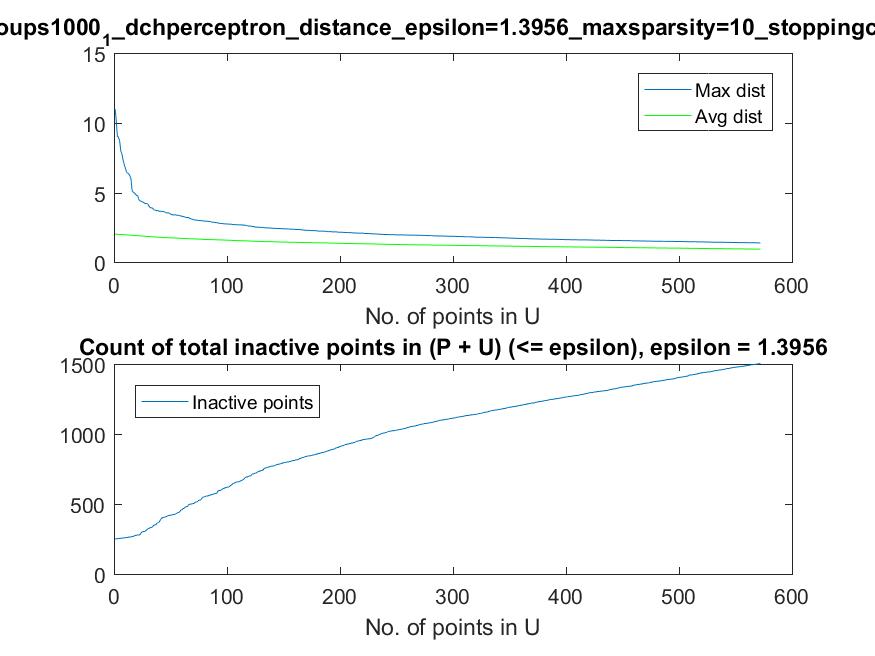 oups1000_1_dchperceptron_distance_epsilon=1.3956_maxsparsity=10_stoppingc
15
10
5
0
Max dist
Avg dist
0 100 200 300 400 500 600
No. of points in U
Count of total inactive points in (P + U) (<= epsilon), epsilon = 1.3956
1500
1000
500
0
Inactive points
0 100 200 300 400 500 600
No. of points in U